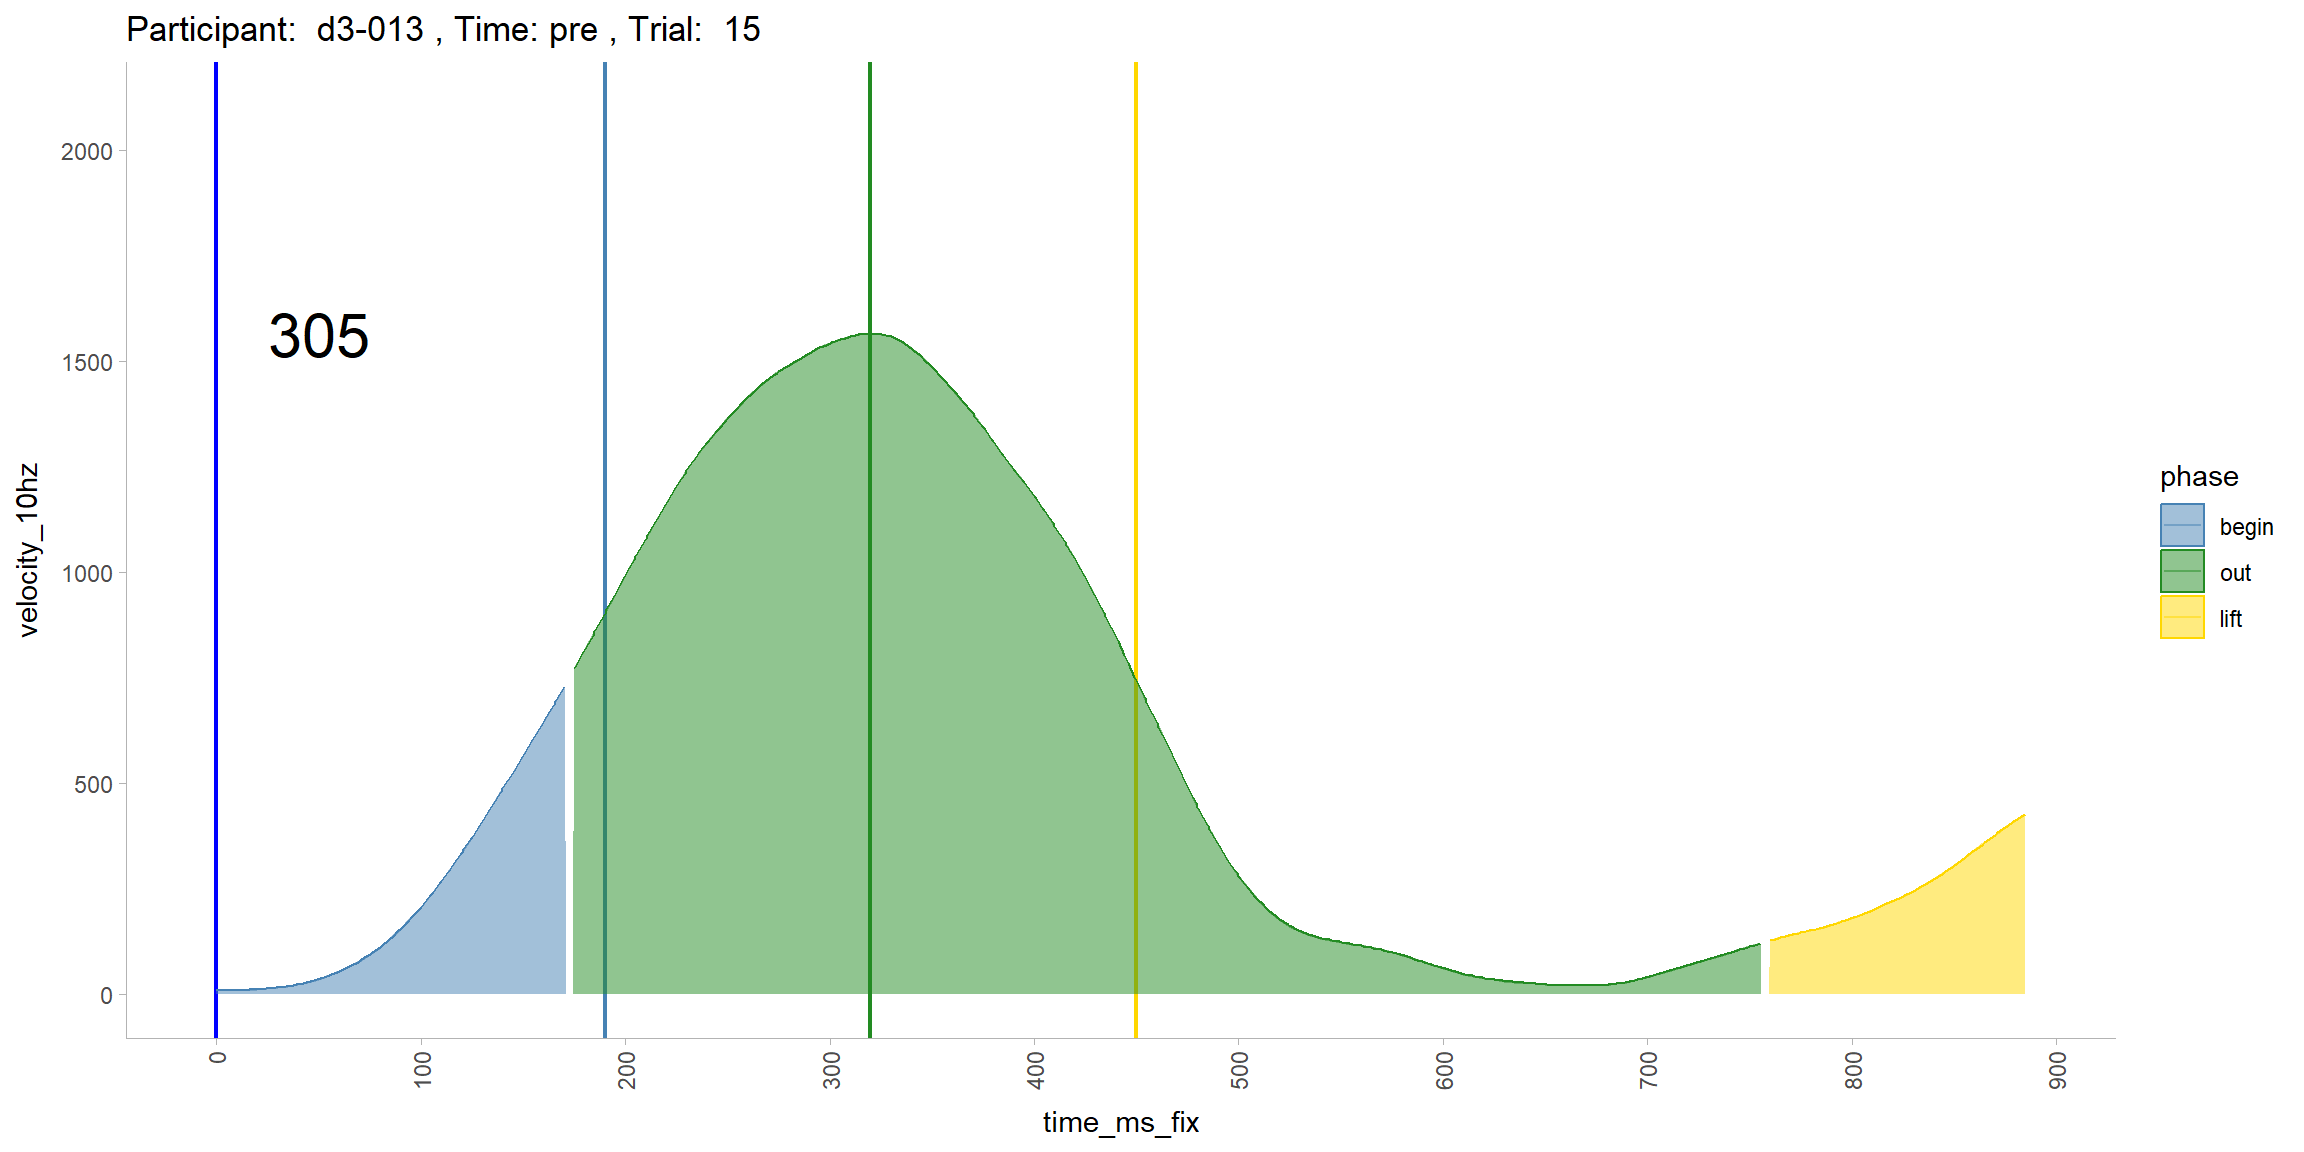 Participant:  d3-013 , Time: pre , Trial:  15
2000
1500
1000
500
0
velocity_10hz
305
0 100 200 300 400 500 600 700 800 900
time_ms_fix
phase
begin
out
lift